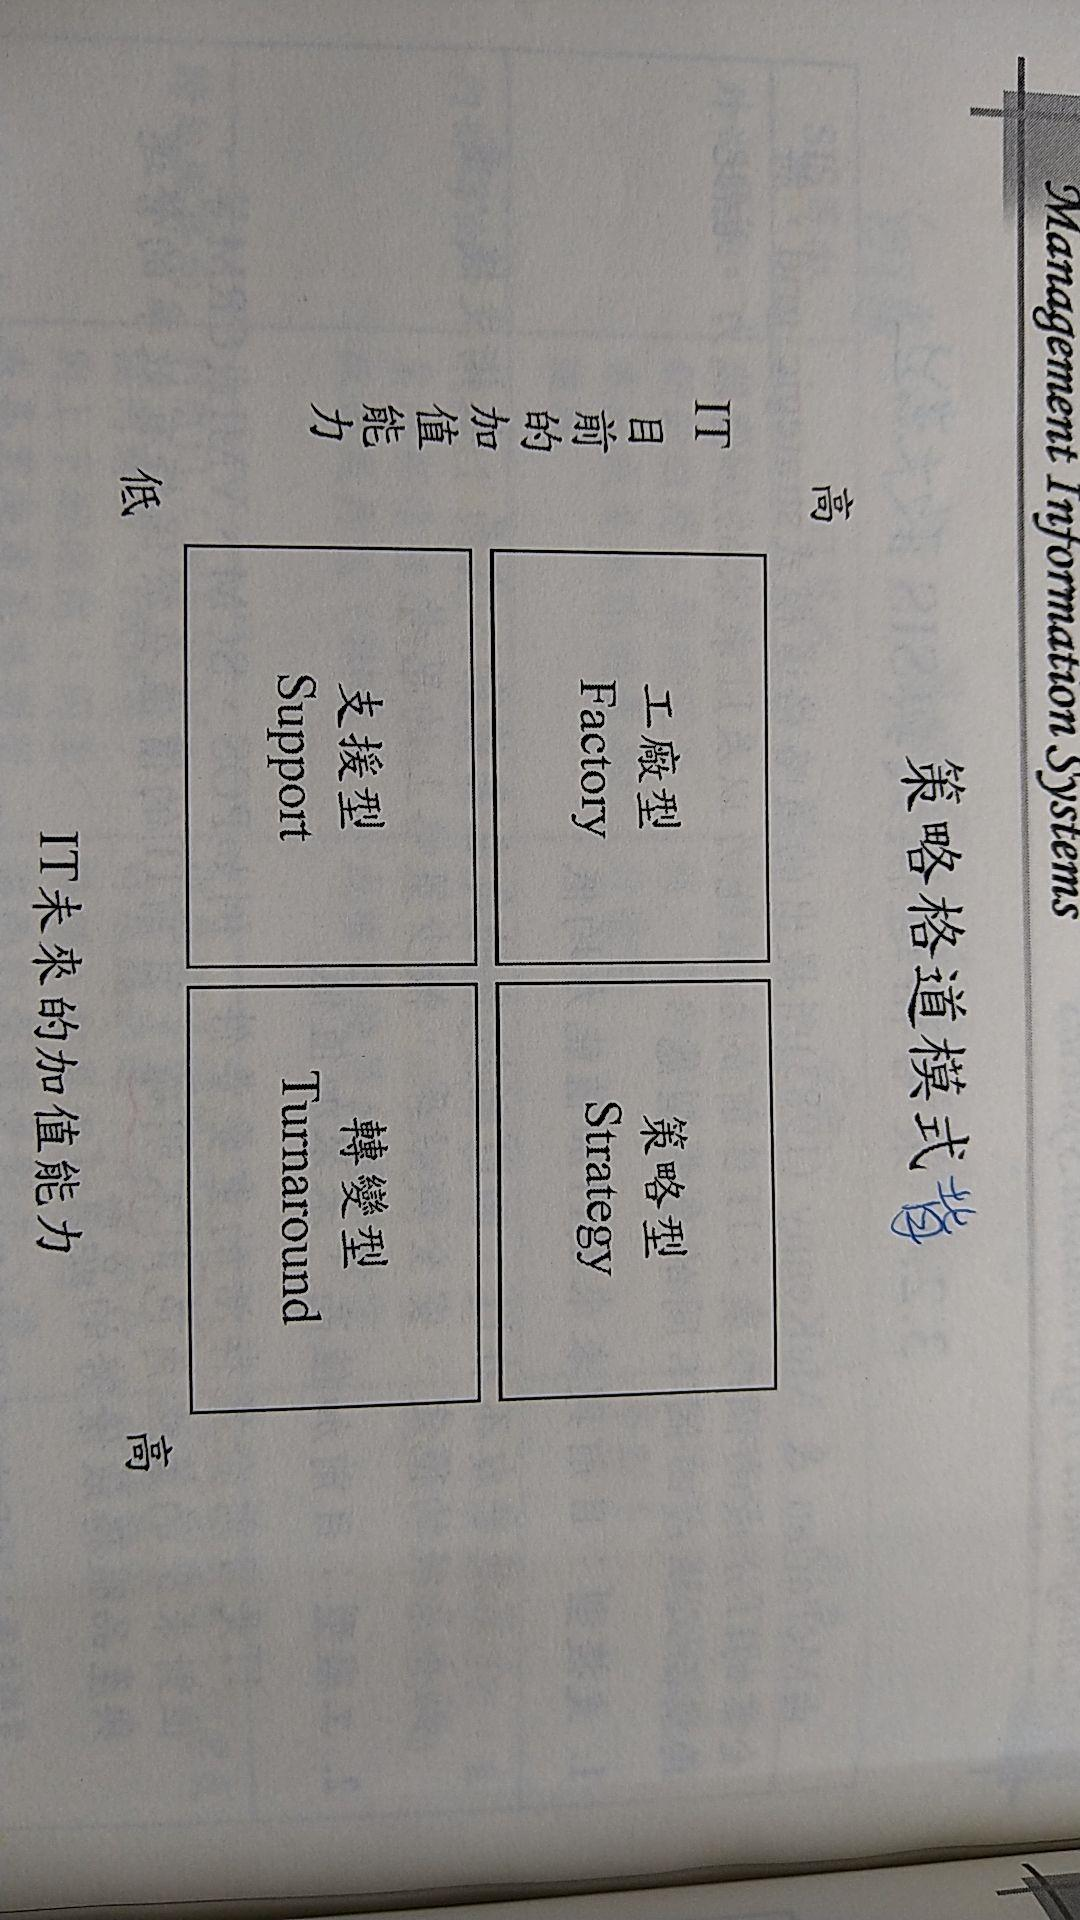 Management Information Systems
策略格道模式 背
高
IT
目
前
的
加
值
能
力
工廠型
Factory
策略型
Strategy
支援型
Support
轉變型
Turnaround
低
高
IT未來的加值能力